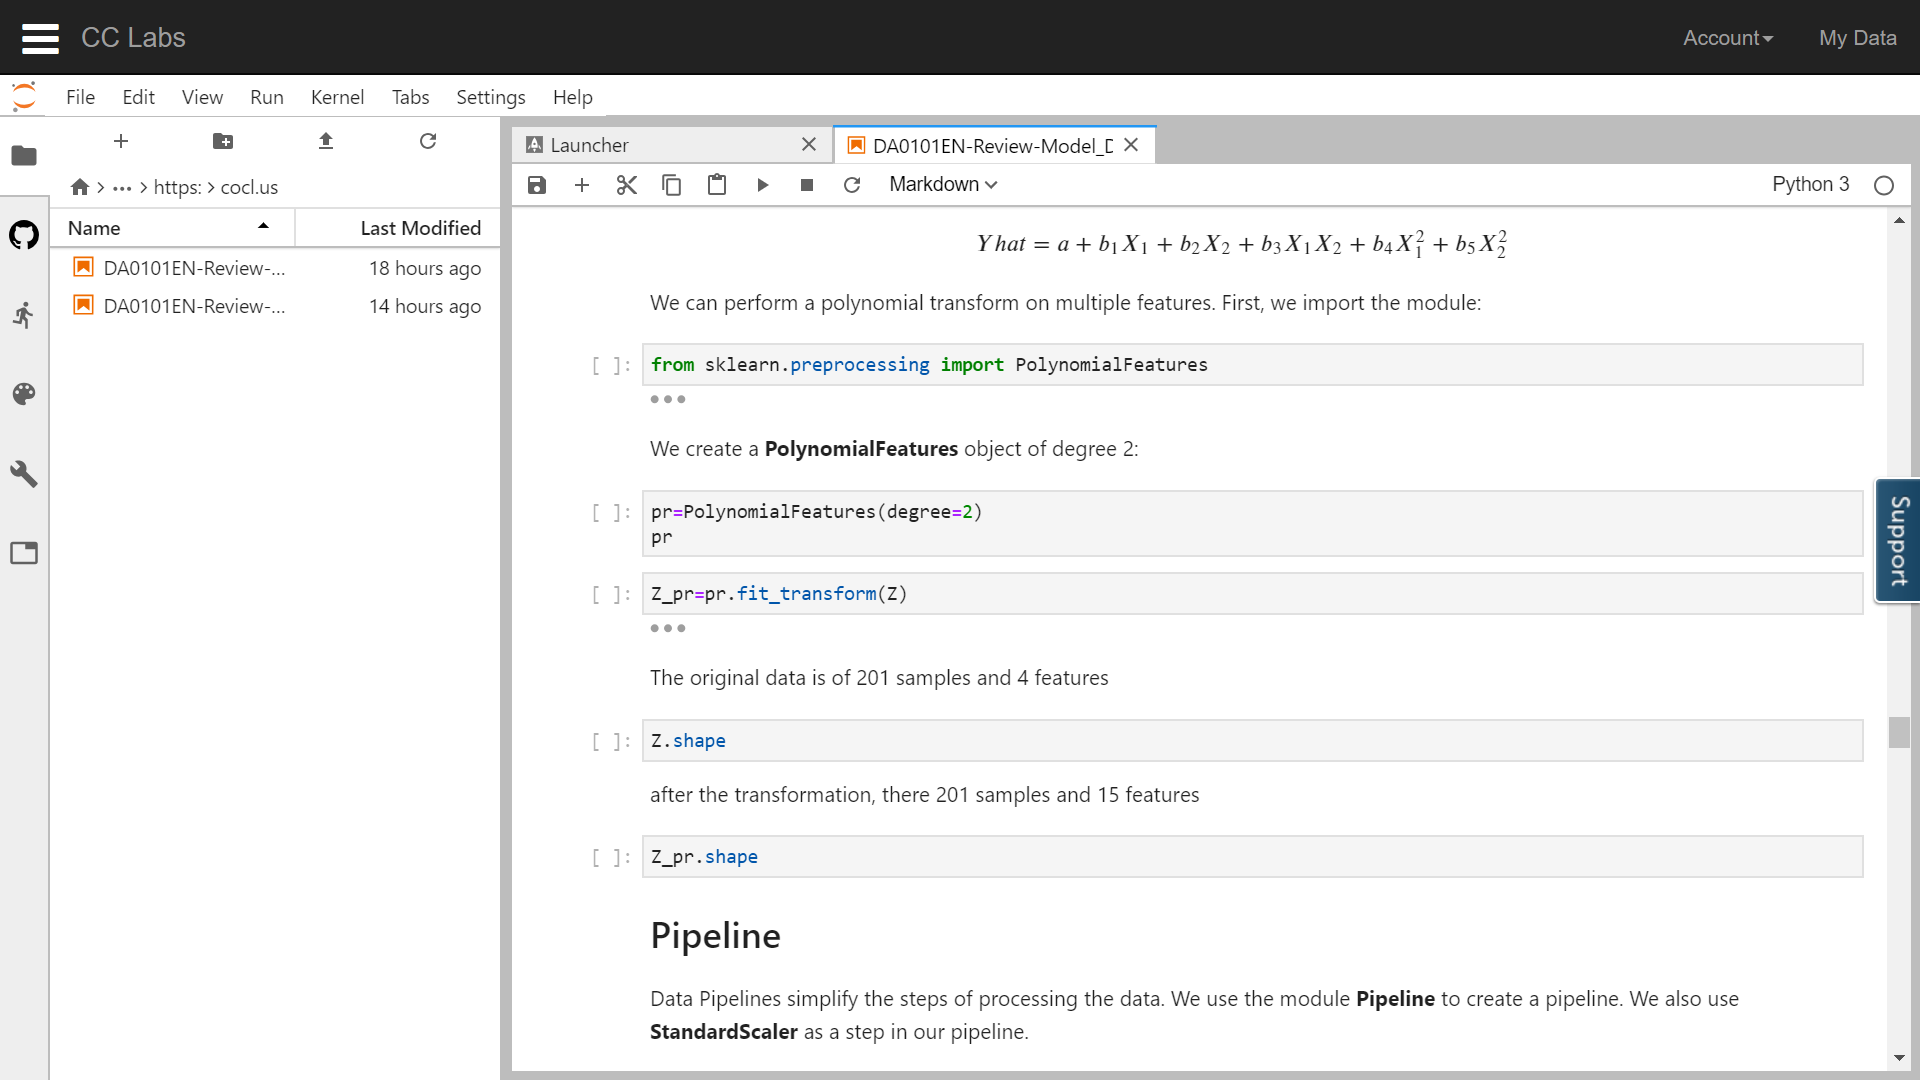 CC Labs
Account
My Data
File Edit View Run Kernel Tabs Settings Help
... https: cocl.us
Name Last Modified
DA0101EN-Review-... 18 hours ago
DA0101EN-Review-... 14 hours ago
Launcher
DA0101EN-Review-Model_D
Markdown
Python 3
Yhat = a + b₁X₁ + b₂X₂ + b₃X₁X₂ + b₄X₁² + b₅X₂²
We can perform a polynomial transform on multiple features. First, we import the module:
[ ]: from sklearn.preprocessing import PolynomialFeatures
We create a PolynomialFeatures object of degree 2:
[ ]: pr=PolynomialFeatures(degree=2)
pr
[ ]: Z_pr=pr.fit_transform(Z)
The original data is of 201 samples and 4 features
[ ]: Z.shape
after the transformation, there 201 samples and 15 features
[ ]: Z_pr.shape
Pipeline
Data Pipelines simplify the steps of processing the data. We use the module Pipeline to create a pipeline. We also use
StandardScaler as a step in our pipeline.
Support